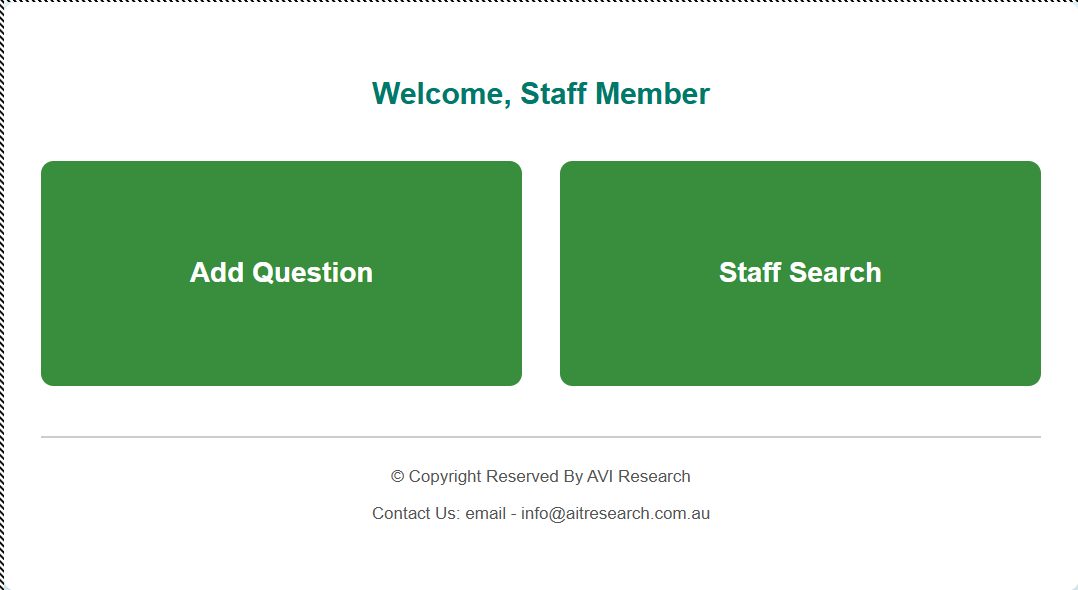 Welcome, Staff Member
Add Question
Staff Search
© Copyright Reserved By AVI Research
Contact Us: email - info@aitresearch.com.au